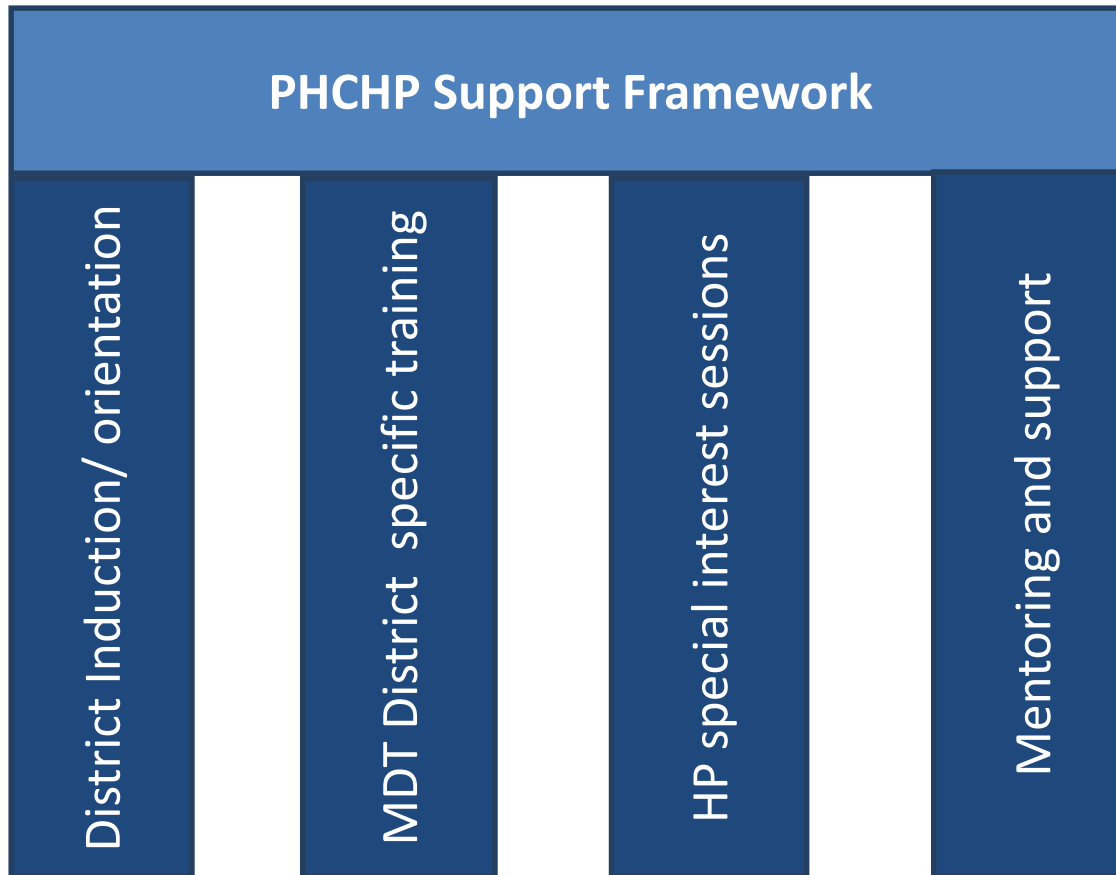 PHCHP Support Framework
District Induction/ orientation
MDT District  specific training
HP special interest sessions
Mentoring and support